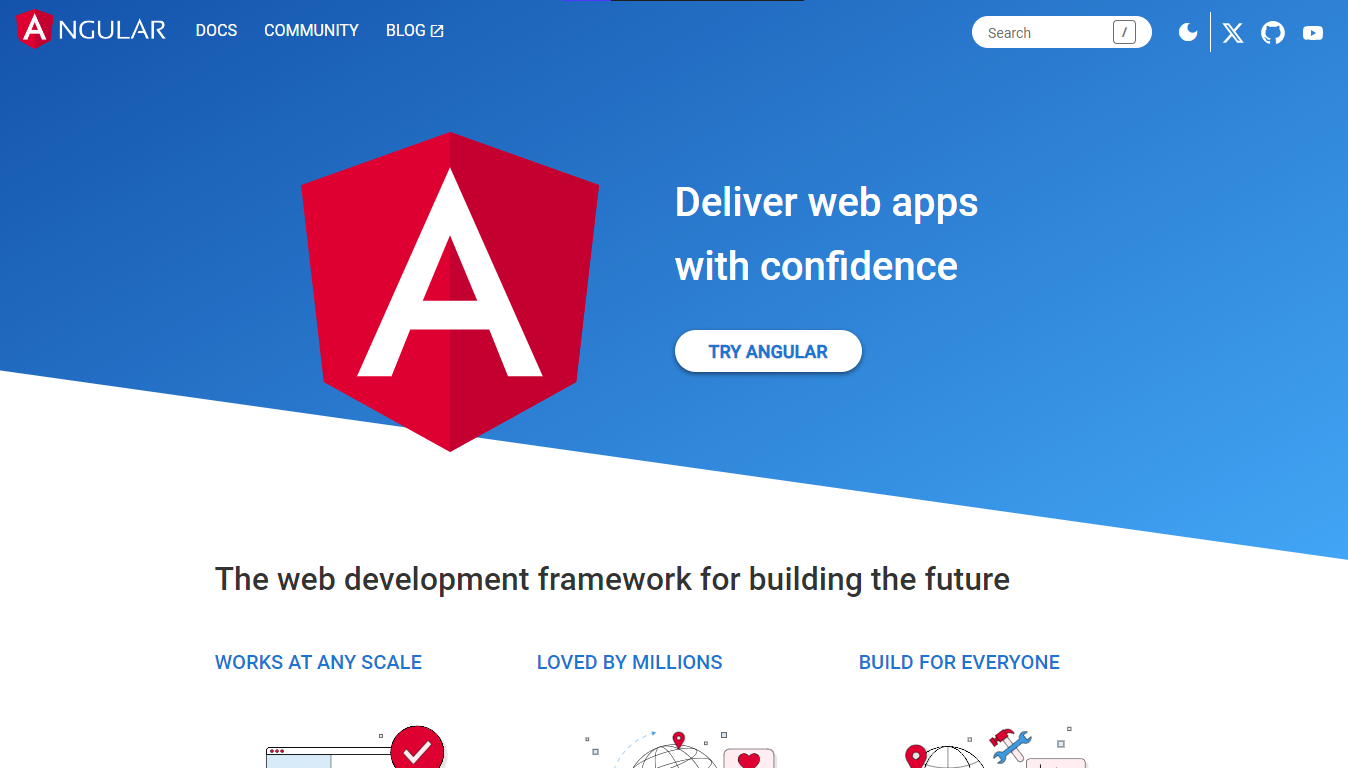 ANGULAR DOCS COMMUNITY BLOG Search /
Deliver web apps
with confidence
TRY ANGULAR
The web development framework for building the future
WORKS AT ANY SCALE LOVED BY MILLIONS BUILD FOR EVERYONE